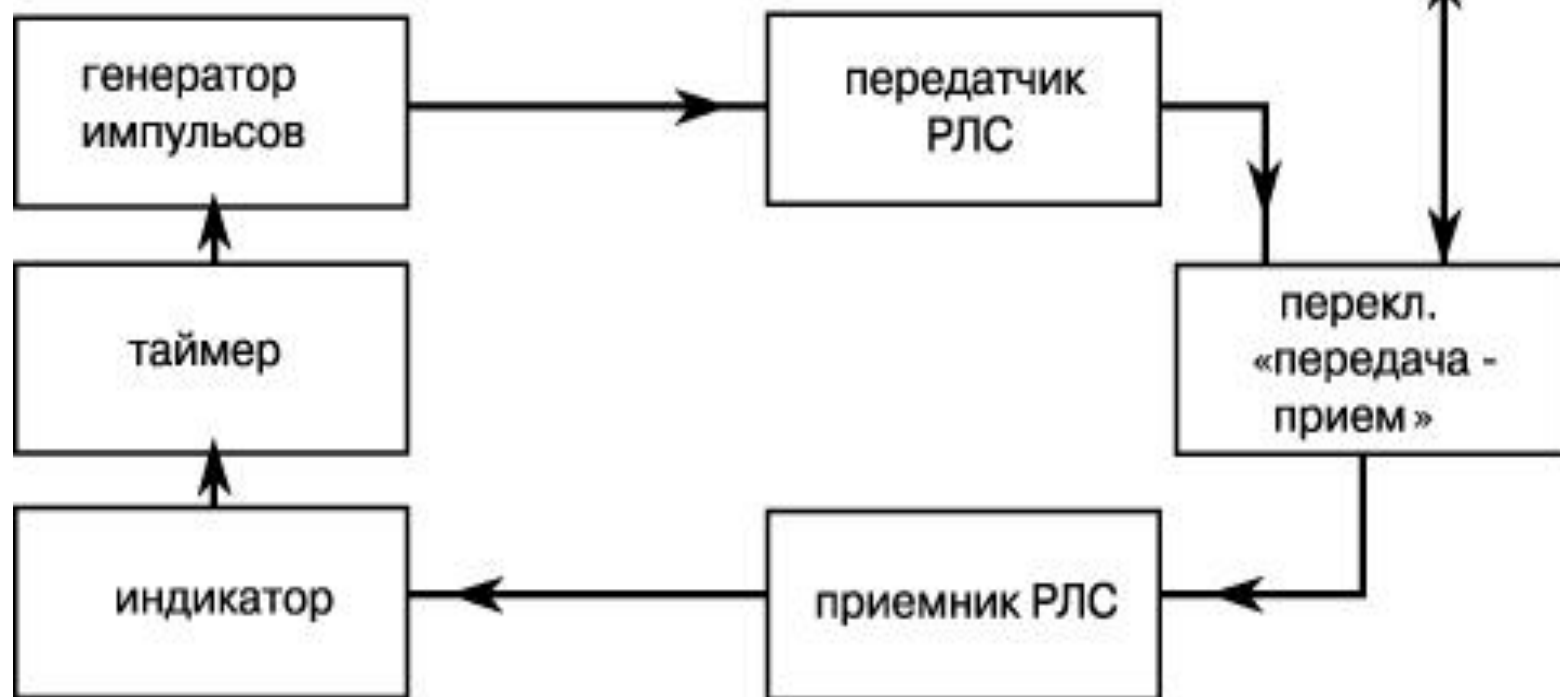 генератор
импульсов
передатчик
РЛС
таймер
перекл.
«передача -
прием»
индикатор
приемник РЛС